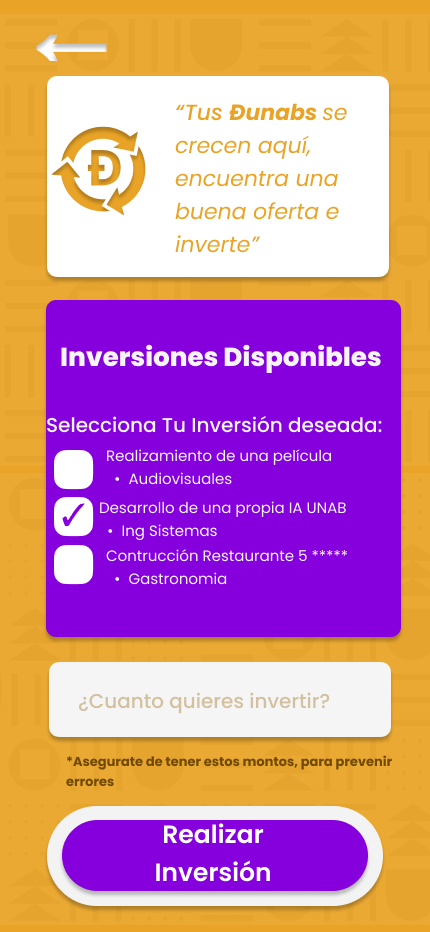 “Tus Đunabs se
crecen aquí,
encuentra una
buena oferta e
inverte”
Đ
Inversiones Disponibles
Selecciona Tu Inversión deseada:
Realizamiento de una película
• Audiovisuales
✓ Desarrollo de una propia IA UNAB
• Ing Sistemas
Contrucción Restaurante 5 *****
• Gastronomia
¿Cuanto quieres invertir?
*Asegurate de tener estos montos, para prevenir
errores
Realizar
Inversión